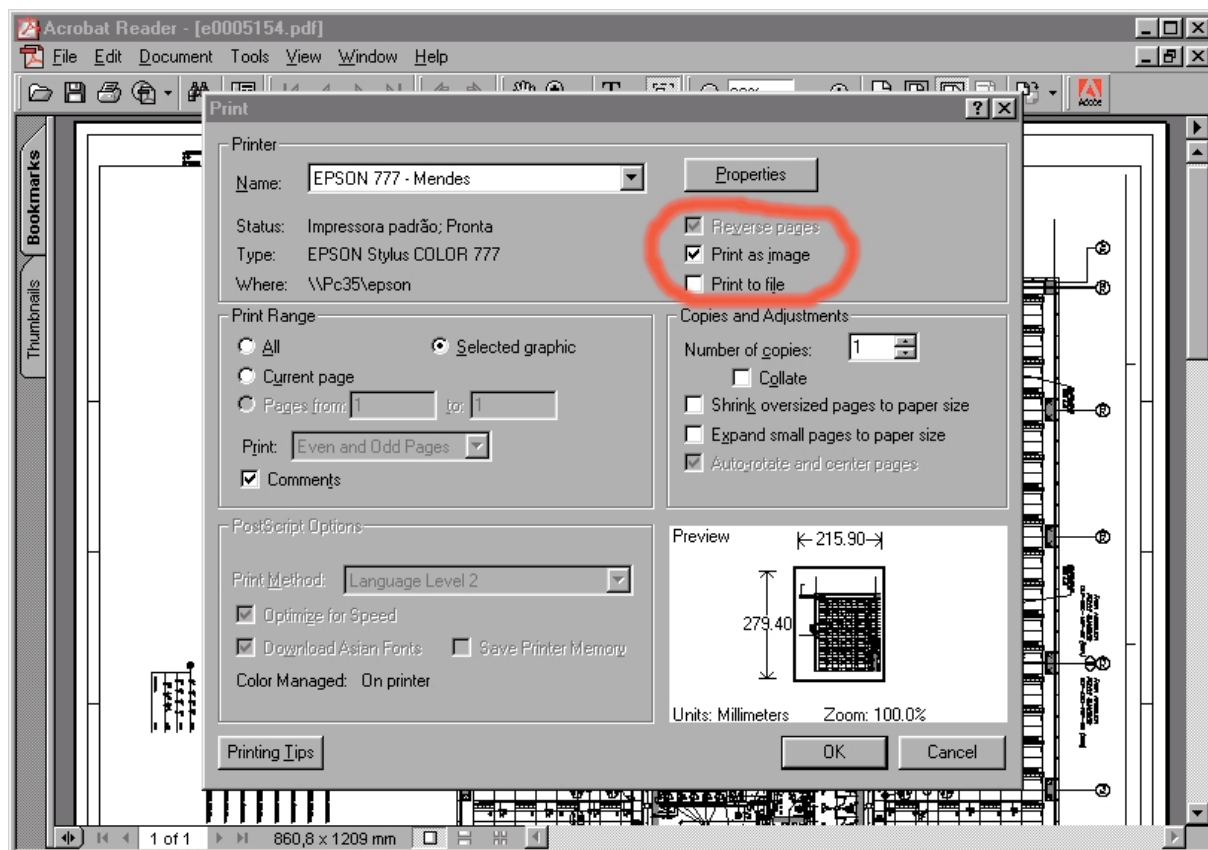 Acrobat Reader - [e0005154.pdf]
File Edit Document Tools View Window Help
Adobe
Bookmarks
Thumbnails
Print
Printer
Name: EPSON 777 - Mendes
Properties
Status: Impressora padrão; Pronta
Reverse pages
Type: EPSON Stylus COLOR 777
Print as image
Where: \\Pc35\epson
Print to file
Print Range
All
Selected graphic
Current page
Pages from: 1 to: 1
Print: Even and Odd Pages
Comments
Copies and Adjustments
Number of copies: 1
Collate
Shrink oversized pages to paper size
Expand small pages to paper size
Auto-rotate and center pages
PostScript Options
Print Method: Language Level 2
Optimize for Speed
Download Asian Fonts
Save Printer Memory
Color Managed: On printer
Preview
215.90
279.40
Units: Millimeters Zoom: 100.0%
Printing Tips
OK
Cancel
1 of 1
860,8 x 1209 mm